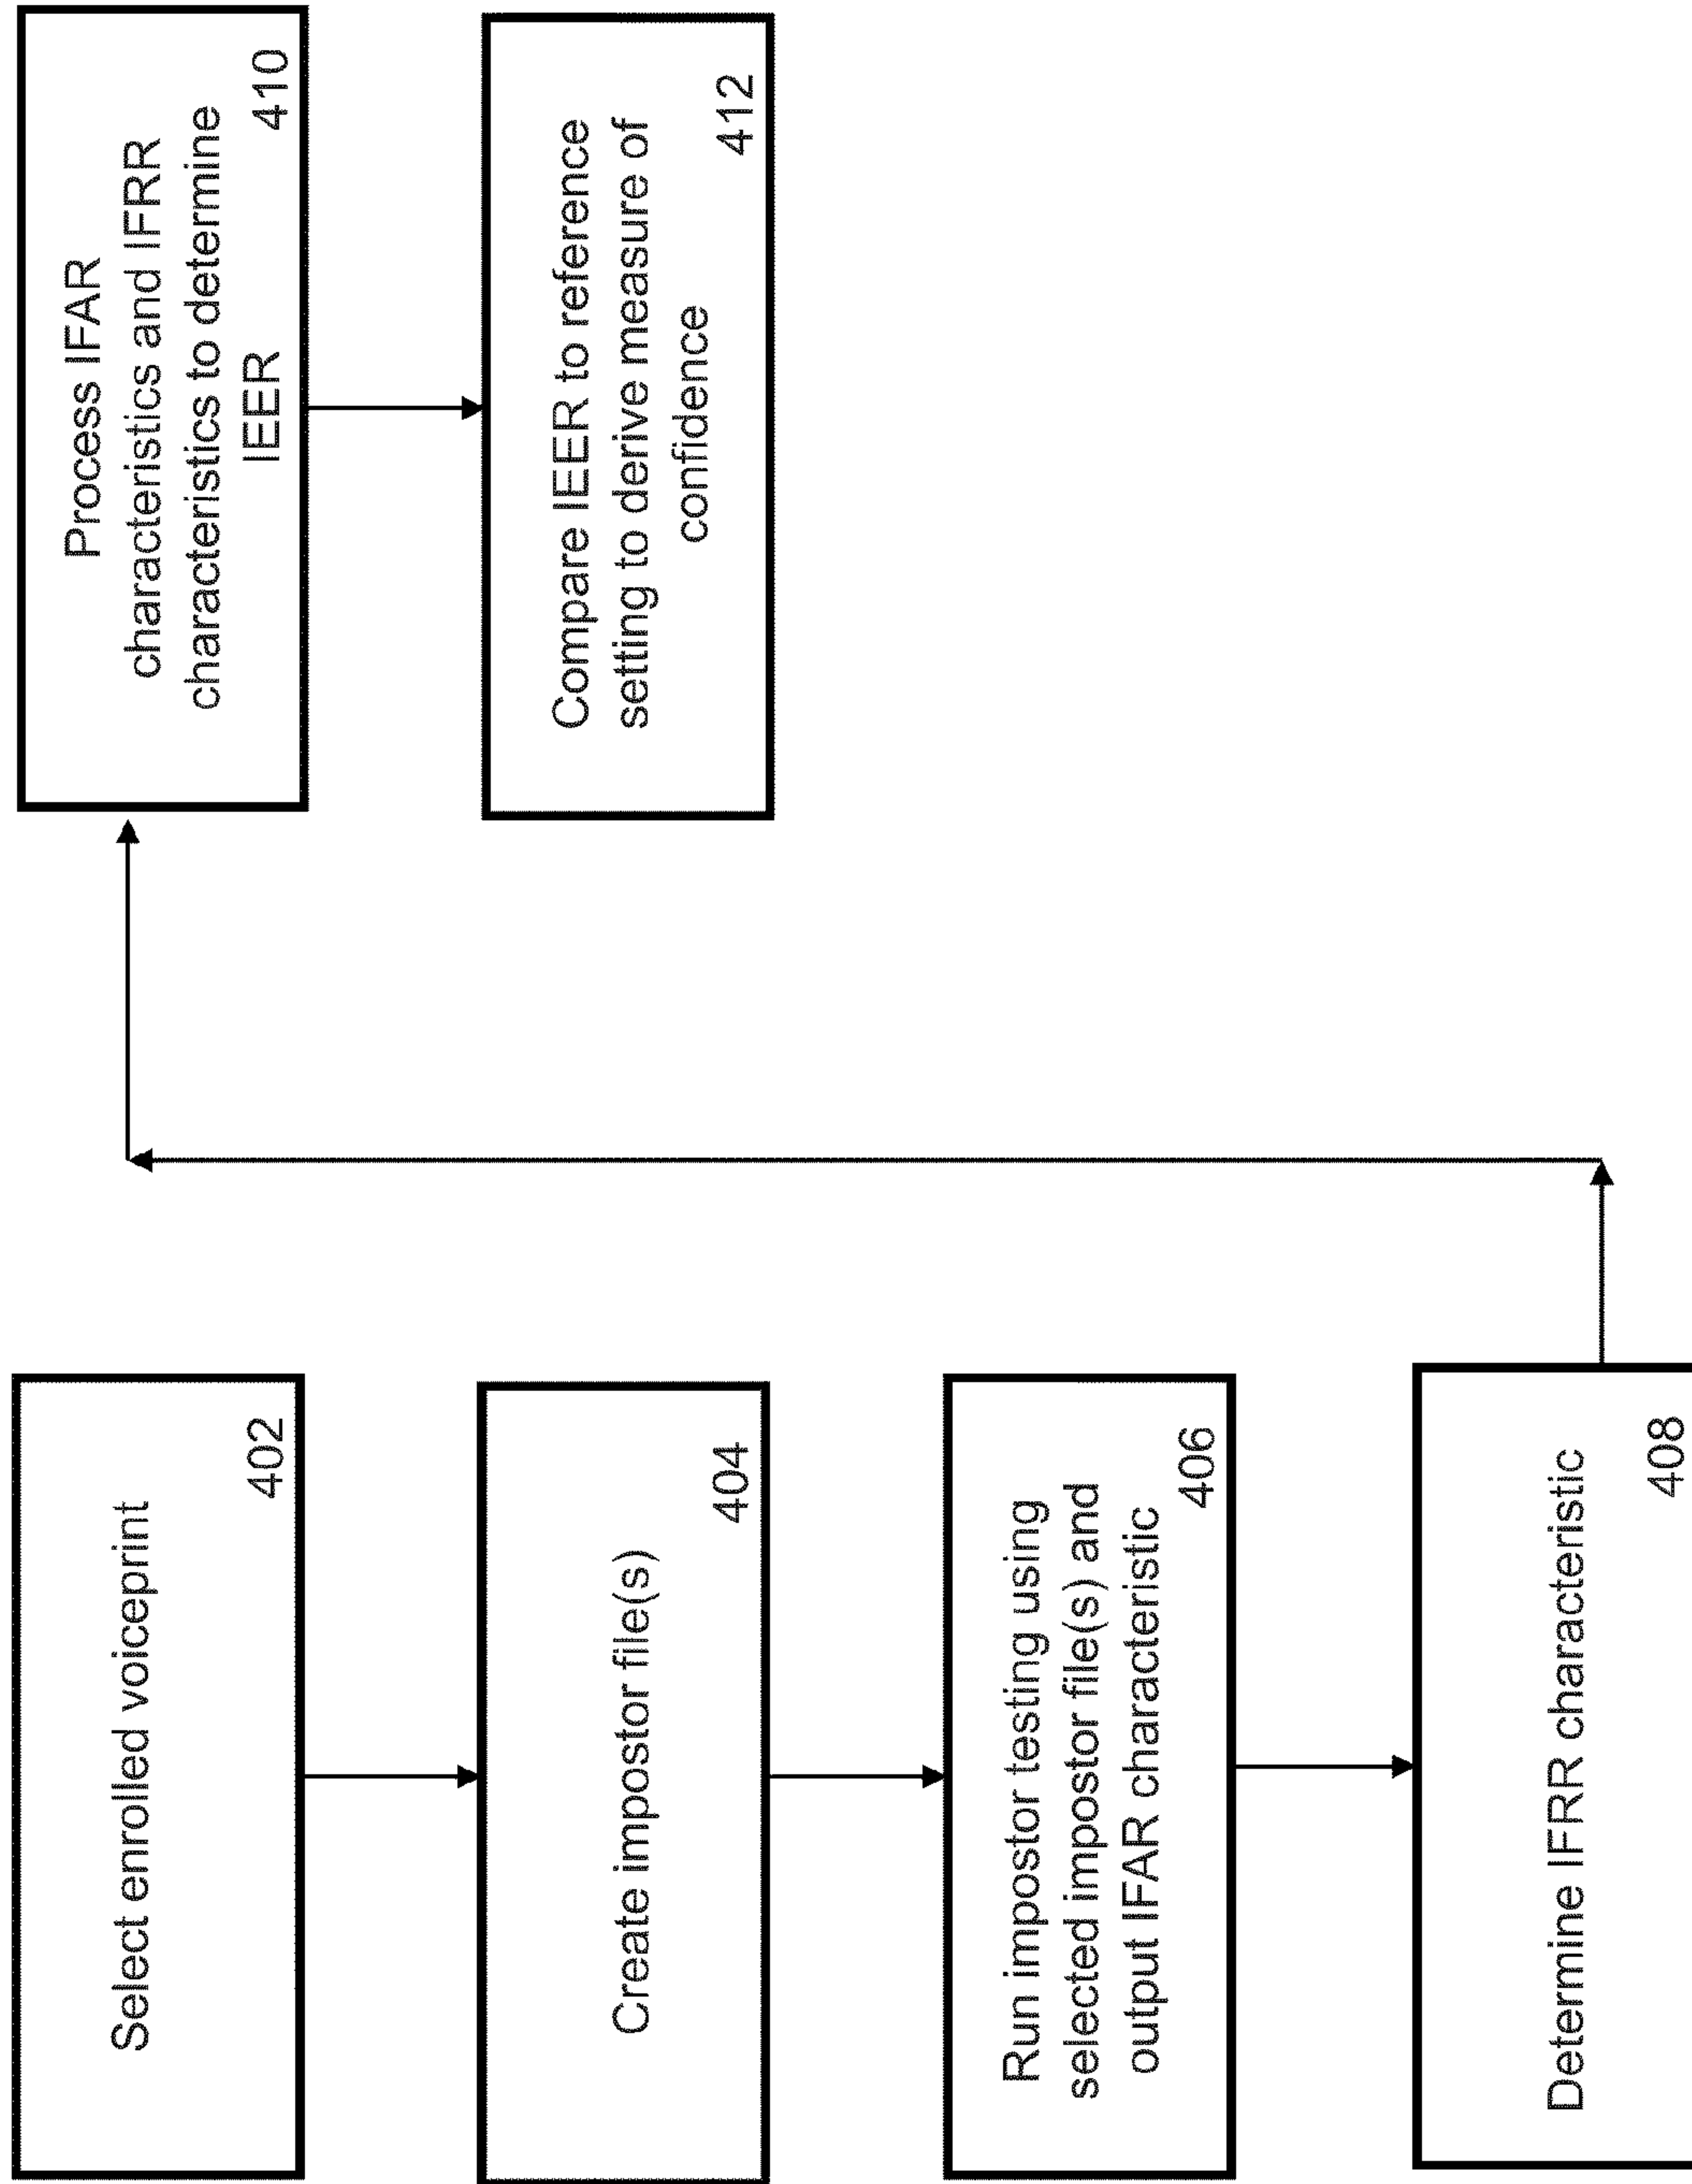 Select enrolled voiceprint
402
Create impostor file(s)
404
Run impostor testing using
selected impostor file(s) and
output IFAR characteristic
406
Determine IFRR characteristic
408
Process IFAR
characteristics and IFRR
characteristics to determine
IEER
410
Compare IEER to reference
setting to derive measure of
confidence
412